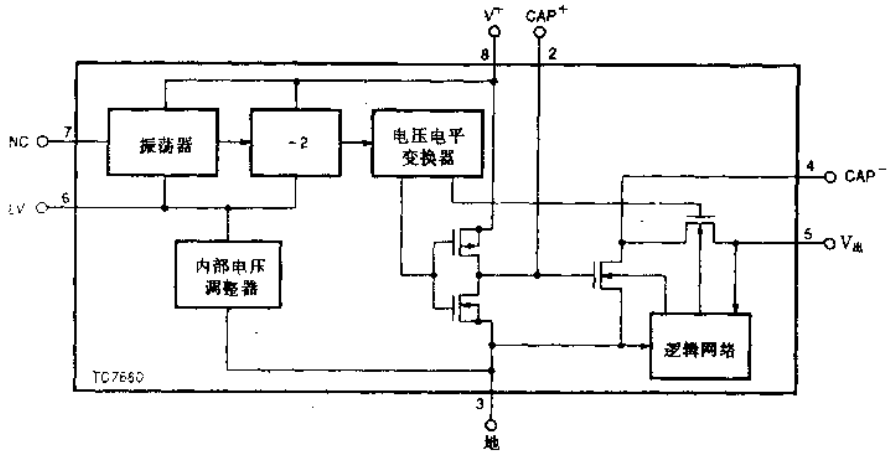 V+ CAP+
8 2
NC 7
振荡器
÷2
电压电平
变换器
4
CAP−
6
LV
5
V出
内部电压
调整器
逻辑网络
TC7660
3
地